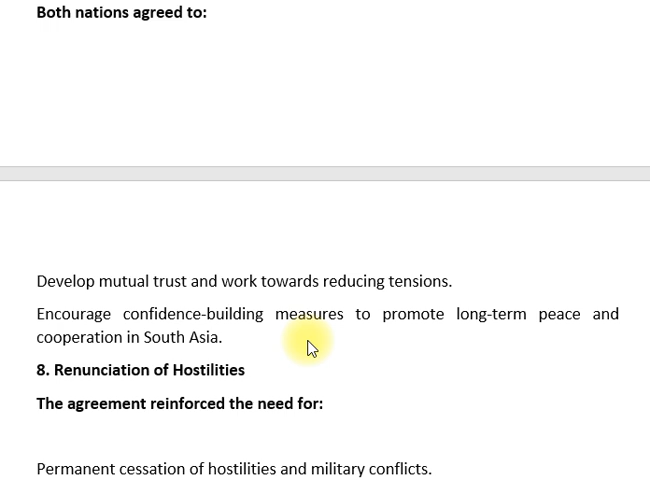 Both nations agreed to:
Develop mutual trust and work towards reducing tensions.
Encourage confidence-building measures to promote long-term peace and
cooperation in South Asia.
8. Renunciation of Hostilities
The agreement reinforced the need for:
Permanent cessation of hostilities and military conflicts.